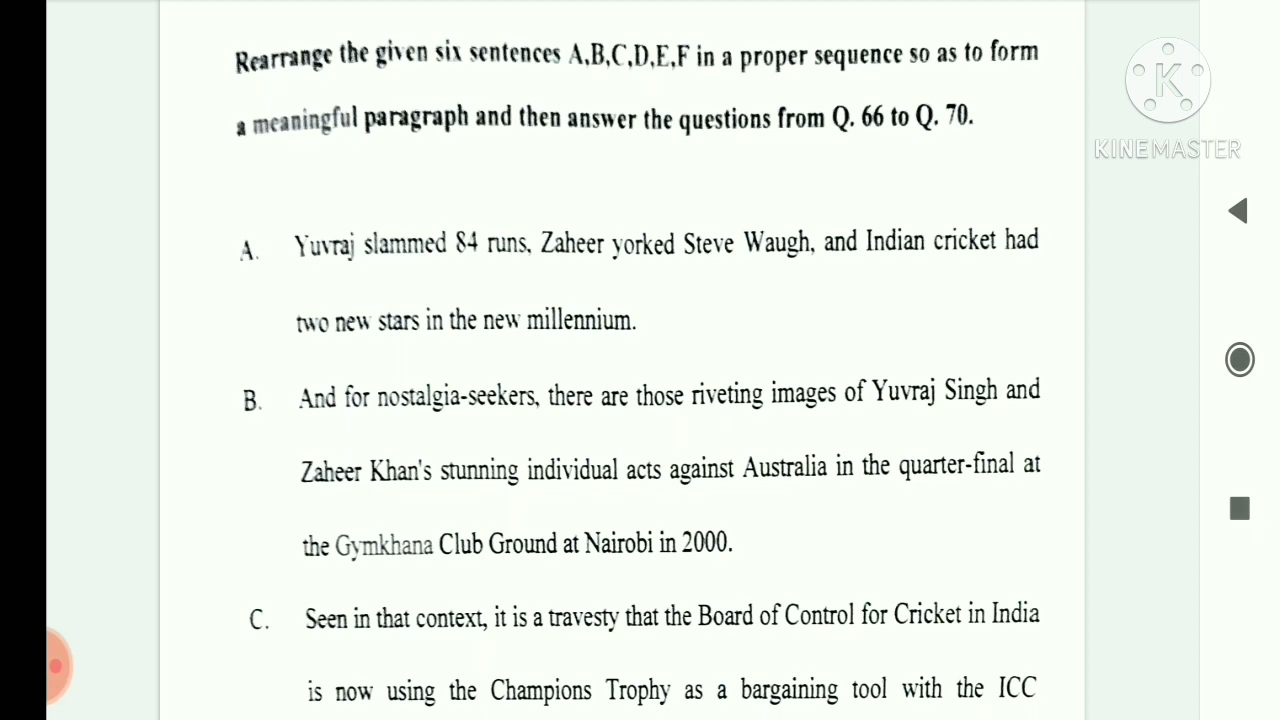 Rearrange the given six sentences A,B,C,D,E,F in a proper sequence so as to form
a meaningful paragraph and then answer the questions from Q. 66 to Q. 70.
K
KINEMASTER
A. Yuvraj slammed 84 runs, Zaheer yorked Steve Waugh, and Indian cricket had
two new stars in the new millennium.
B. And for nostalgia-seekers, there are those riveting images of Yuvraj Singh and
Zaheer Khan's stunning individual acts against Australia in the quarter-final at
the Gymkhana Club Ground at Nairobi in 2000.
C. Seen in that context, it is a travesty that the Board of Control for Cricket in India
is now using the Champions Trophy as a bargaining tool with the ICC